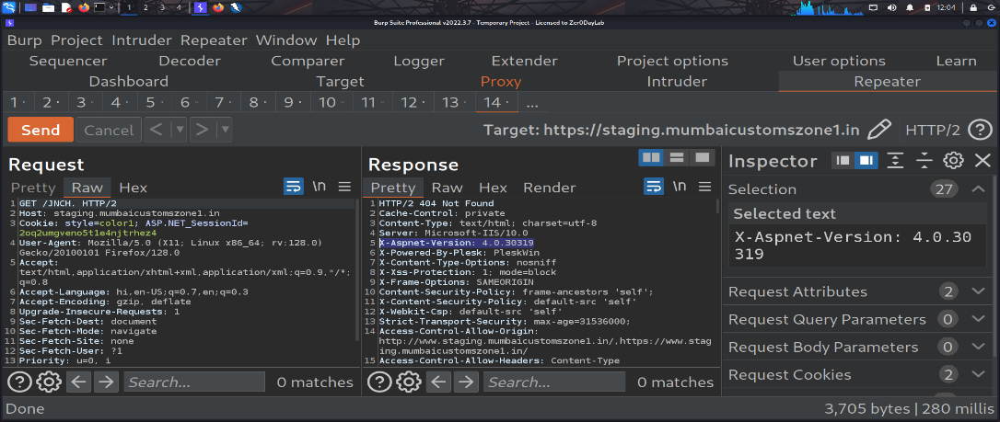 1 2 3 4
12:04
Burp Suite Professional v2022.3.7 - Temporary Project - Licensed to Zer0DayLab
Burp Project Intruder Repeater Window Help
Sequencer Decoder Comparer Logger Extender Project options User options Learn
Dashboard Target Proxy Intruder Repeater
1 · 2 · 3 · 4 · 5 · 6 · 7 · 8 · 9 · 10 · 11 · 12 · 13 · 14 · ...
Send Cancel < > Target: https://staging.mumbaicustomszone1.in HTTP/2
Request
Pretty Raw Hex \n
1 GET /JNCH. HTTP/2
2 Host: staging.mumbaicustomszone1.in
3 Cookie: style=color1; ASP.NET_SessionId=
2oq2umgveno5t1e4njtrhez4
4 User-Agent: Mozilla/5.0 (X11; Linux x86_64; rv:128.0)
Gecko/20100101 Firefox/128.0
5 Accept:
text/html,application/xhtml+xml,application/xml;q=0.9,*/*;
q=0.8
6 Accept-Language: hi,en-US;q=0.7,en;q=0.3
7 Accept-Encoding: gzip, deflate
8 Upgrade-Insecure-Requests: 1
9 Sec-Fetch-Dest: document
10 Sec-Fetch-Mode: navigate
11 Sec-Fetch-Site: none
12 Sec-Fetch-User: ?1
13 Priority: u=0, i
Search... 0 matches
Response
Pretty Raw Hex Render \n
1 HTTP/2 404 Not Found
2 Cache-Control: private
3 Content-Type: text/html; charset=utf-8
4 Server: Microsoft-IIS/10.0
5 X-Aspnet-Version: 4.0.30319
6 X-Powered-By-Plesk: PleskWin
7 X-Content-Type-Options: nosniff
8 X-Xss-Protection: 1; mode=block
9 X-Frame-Options: SAMEORIGIN
10 Content-Security-Policy: frame-ancestors 'self';
11 X-Content-Security-Policy: default-src 'self'
12 X-Webkit-Csp: default-src 'self'
13 Strict-Transport-Security: max-age=31536000;
14 Access-Control-Allow-Origin:
http://www.staging.mumbaicustomszone1.in/,https://www.sta
ging.mumbaicustomszone1.in/
15 Access-Control-Allow-Headers: Content-Type
Search... 0 matches
Inspector
Selection 27
Selected text
X-Aspnet-Version: 4.0.30
319
Request Attributes 2
Request Query Parameters 0
Request Body Parameters 0
Request Cookies 2
Done 3,705 bytes | 280 millis